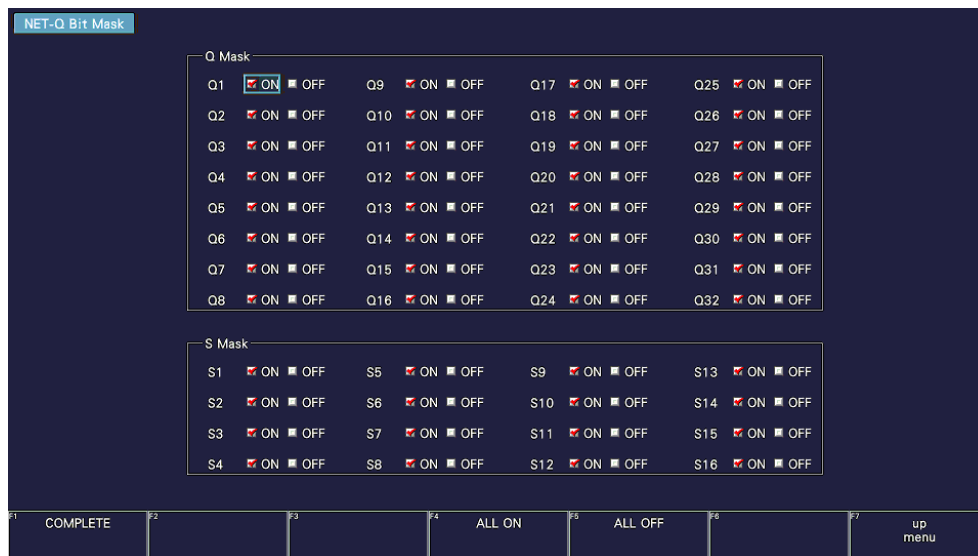 NET-Q Bit Mask
Q Mask
Q1 ON OFF Q9 ON OFF Q17 ON OFF Q25 ON OFF
Q2 ON OFF Q10 ON OFF Q18 ON OFF Q26 ON OFF
Q3 ON OFF Q11 ON OFF Q19 ON OFF Q27 ON OFF
Q4 ON OFF Q12 ON OFF Q20 ON OFF Q28 ON OFF
Q5 ON OFF Q13 ON OFF Q21 ON OFF Q29 ON OFF
Q6 ON OFF Q14 ON OFF Q22 ON OFF Q30 ON OFF
Q7 ON OFF Q15 ON OFF Q23 ON OFF Q31 ON OFF
Q8 ON OFF Q16 ON OFF Q24 ON OFF Q32 ON OFF
S Mask
S1 ON OFF S5 ON OFF S9 ON OFF S13 ON OFF
S2 ON OFF S6 ON OFF S10 ON OFF S14 ON OFF
S3 ON OFF S7 ON OFF S11 ON OFF S15 ON OFF
S4 ON OFF S8 ON OFF S12 ON OFF S16 ON OFF
F1 COMPLETE F2 F3 F4 ALL ON F5 ALL OFF F6 F7 up
menu